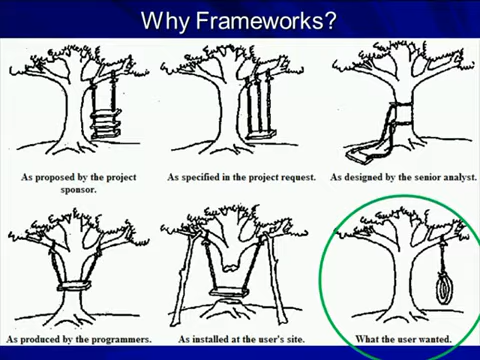 Why Frameworks?
As proposed by the project
sponsor.
As specified in the project request.
As designed by the senior analyst.
As produced by the programmers.
As installed at the user's site.
What the user wanted.